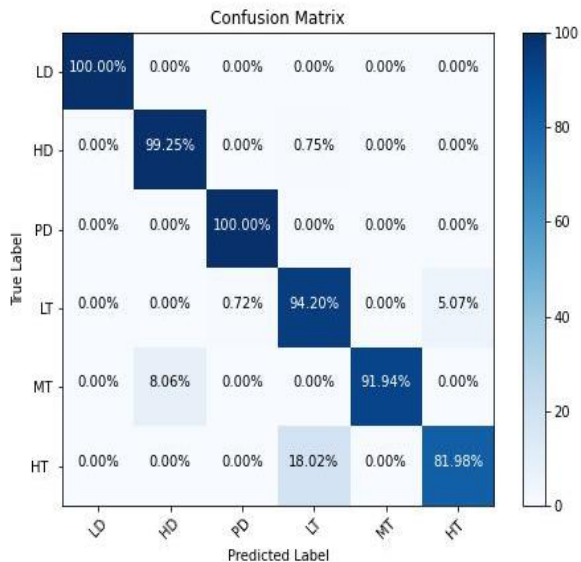 Confusion Matrix
LD 100.00% 0.00% 0.00% 0.00% 0.00% 0.00%
HD 0.00% 99.25% 0.00% 0.75% 0.00% 0.00%
PD 0.00% 0.00% 100.00% 0.00% 0.00% 0.00%
LT 0.00% 0.00% 0.72% 94.20% 0.00% 5.07%
MT 0.00% 8.06% 0.00% 0.00% 91.94% 0.00%
HT 0.00% 0.00% 0.00% 18.02% 0.00% 81.98%
True Label
LD HD PD LT MT HT
Predicted Label
100
80
60
40
20
0